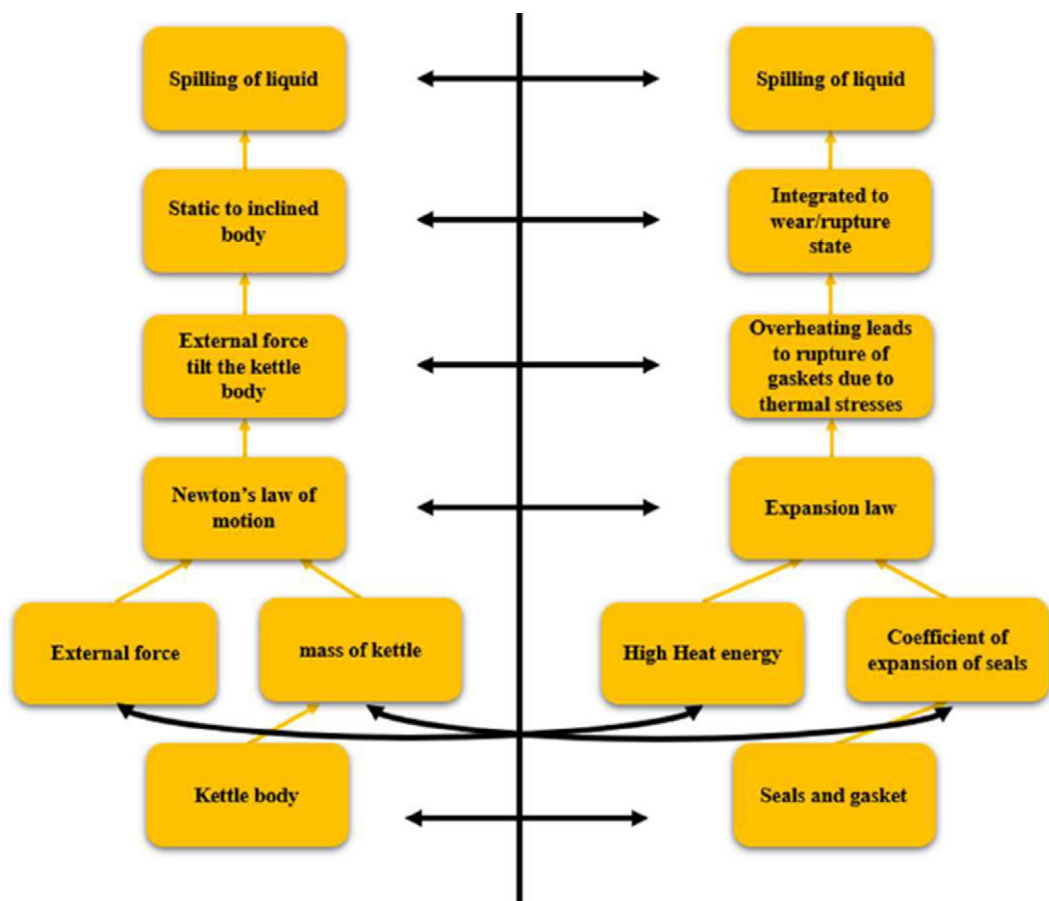 Spilling of liquid
Spilling of liquid
Static to inclined
body
Integrated to
wear/rupture
state
External force
tilt the kettle
body
Overheating leads
to rupture of
gaskets due to
thermal stresses
Newton's law of
motion
Expansion law
External force
mass of kettle
High Heat energy
Coefficient of
expansion of seals
Kettle body
Seals and gasket